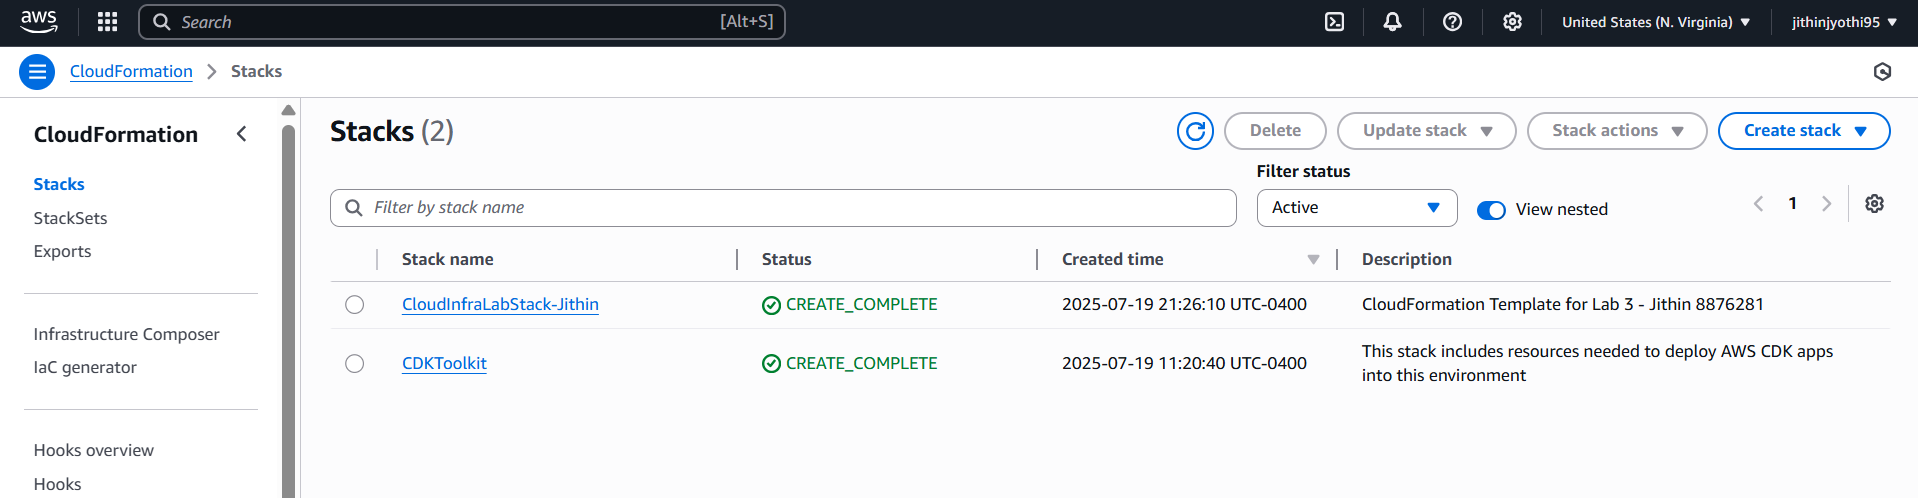 aws
Search
[Alt+S]
United States (N. Virginia)
jithinjyothi95
CloudFormation
Stacks
CloudFormation
Stacks
StackSets
Exports
Infrastructure Composer
IaC generator
Hooks overview
Hooks
Stacks (2)
Delete
Update stack
Stack actions
Create stack
Filter status
Filter by stack name
Active
View nested
1
Stack name Status Created time Description
CloudInfraLabStack-Jithin CREATE_COMPLETE 2025-07-19 21:26:10 UTC-0400 CloudFormation Template for Lab 3 - Jithin 8876281
CDKToolkit CREATE_COMPLETE 2025-07-19 11:20:40 UTC-0400 This stack includes resources needed to deploy AWS CDK apps
into this environment